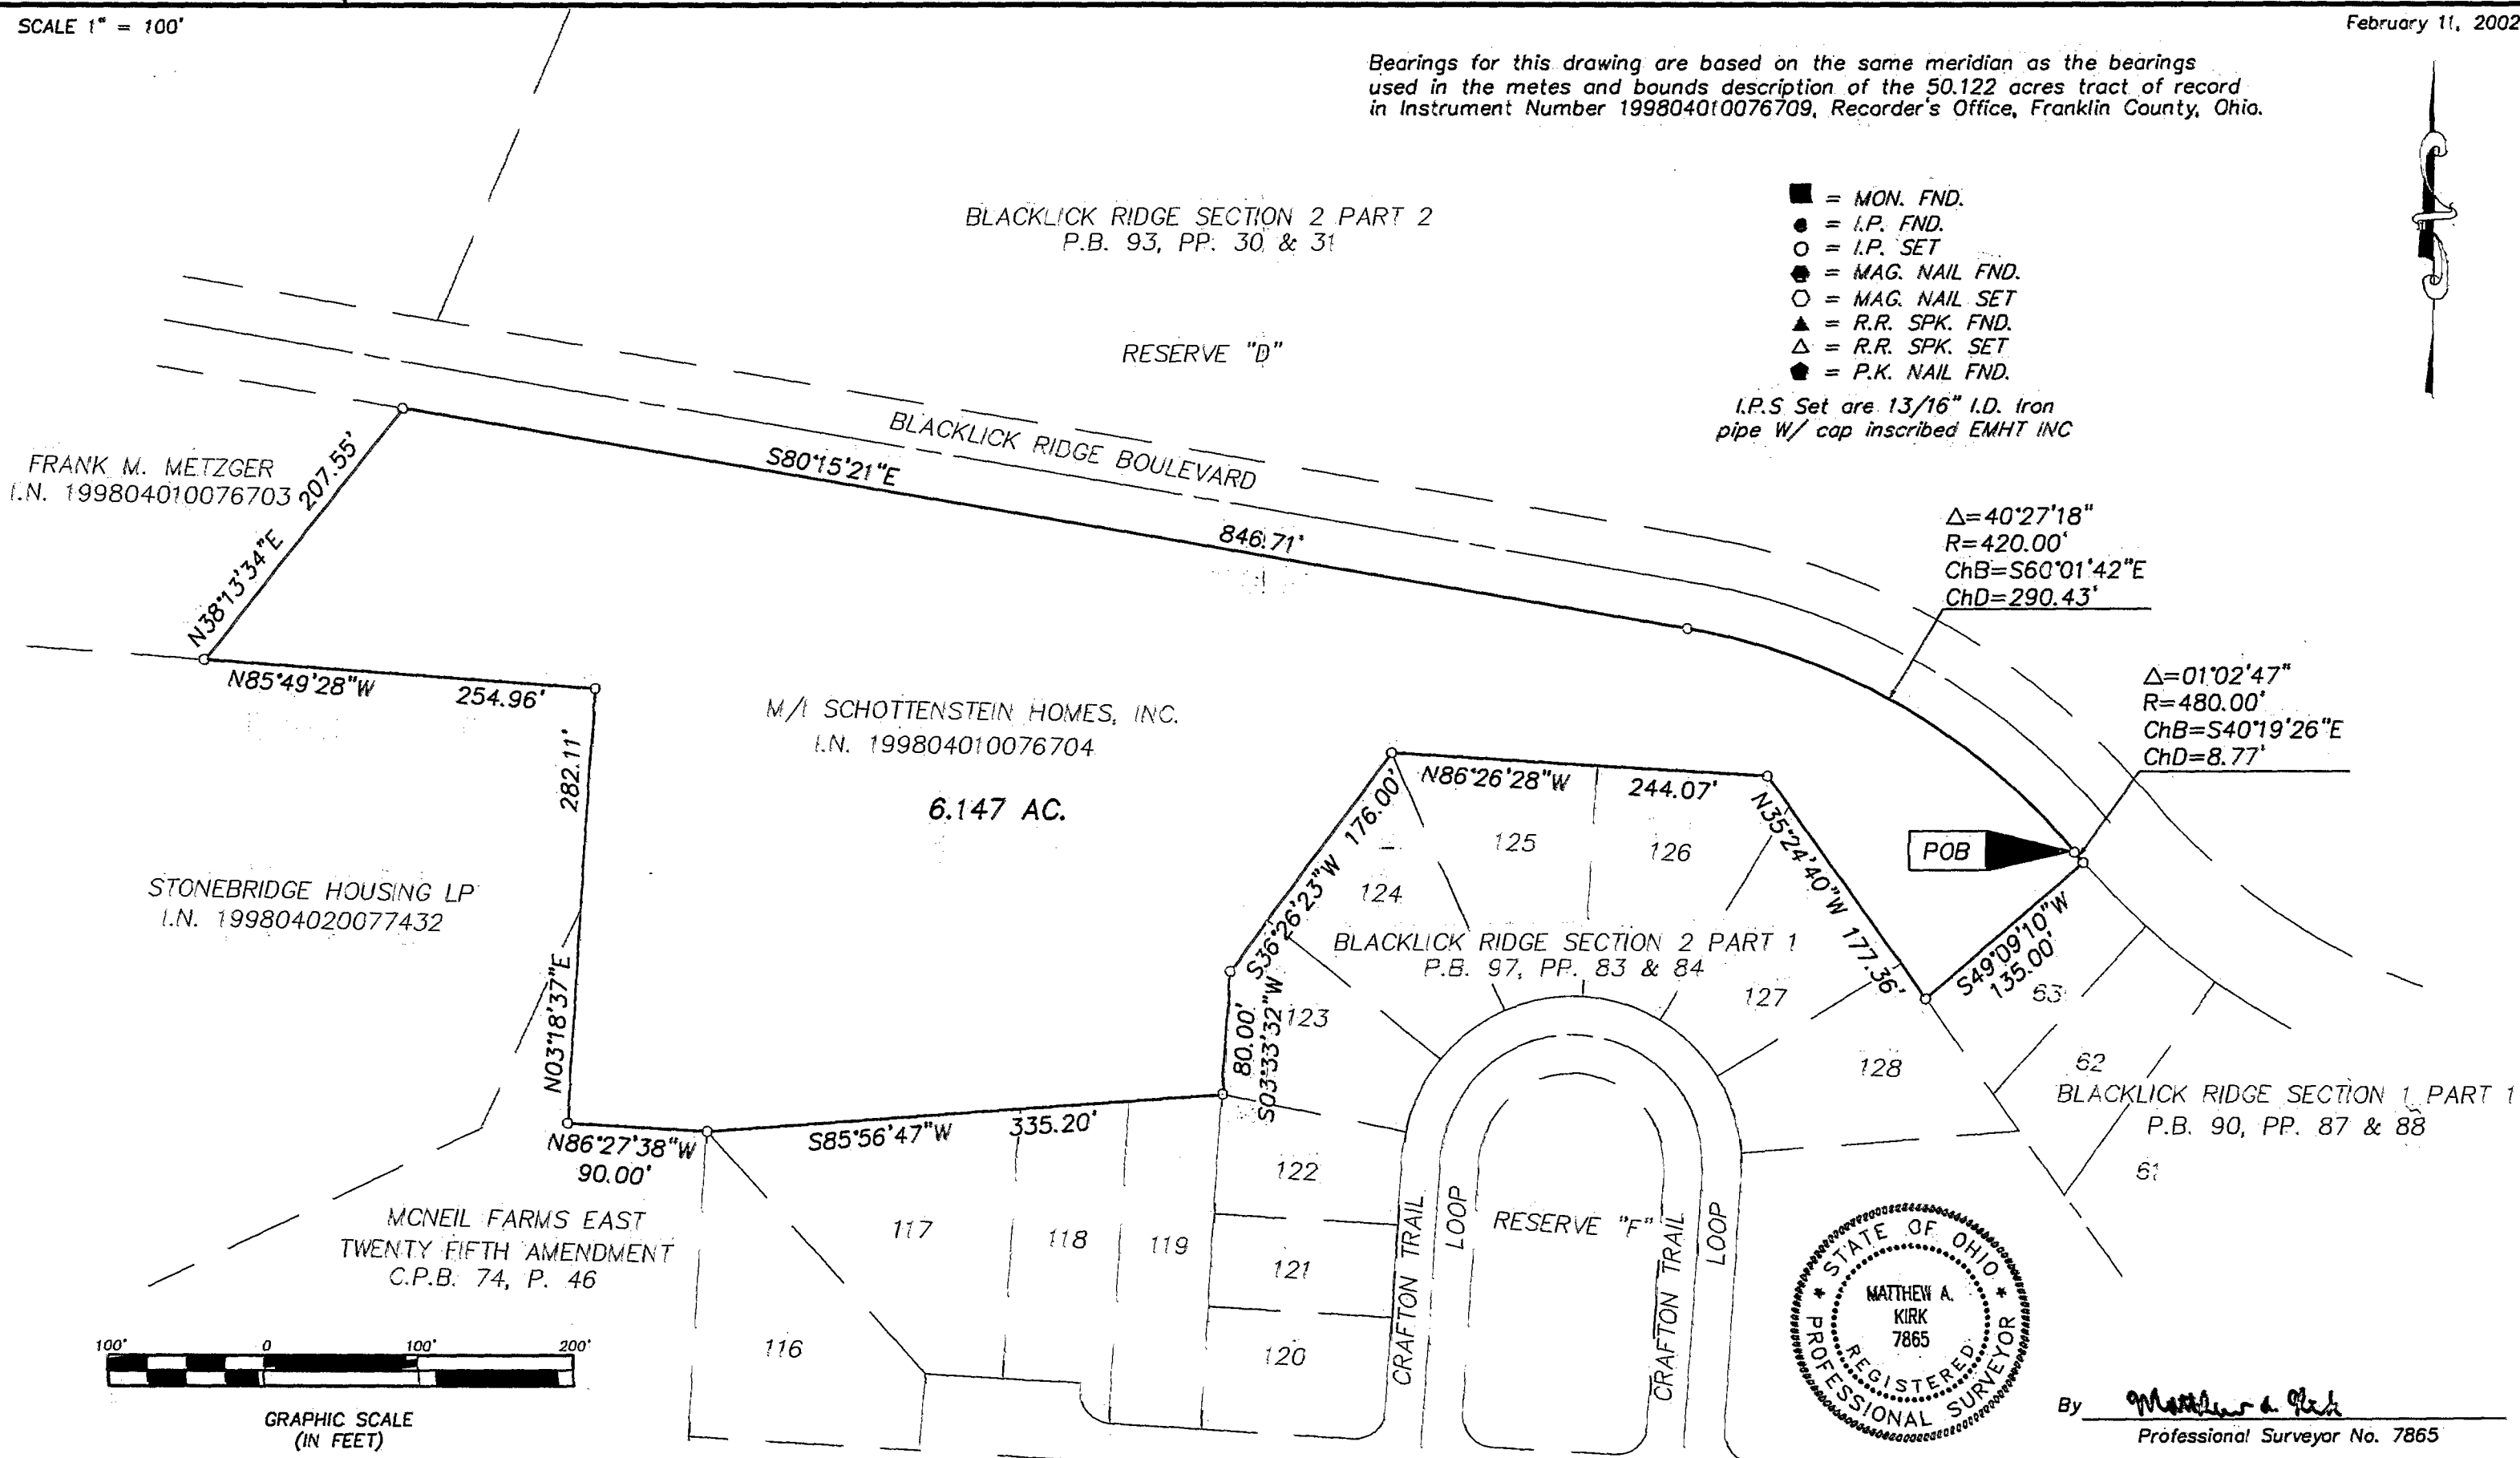 SCALE 1" = 100'
February 11, 2002
Bearings for this drawing are based on the same meridian as the bearings
used in the metes and bounds description of the 50.122 acres tract of record
in Instrument Number 199804010076709, Recorder's Office, Franklin County, Ohio.
■ = MON. FND.
● = I.P. FND.
○ = I.P. SET
= MAG. NAIL FND.
= MAG. NAIL SET
▲ = R.R. SPK. FND.
△ = R.R. SPK. SET
= P.K. NAIL FND.
I.P.S Set are 13/16" I.D. iron
pipe W/ cap inscribed EMHT INC
BLACKLICK RIDGE SECTION 2 PART 2
P.B. 93, PP. 30 & 31
RESERVE "D"
BLACKLICK RIDGE BOULEVARD
FRANK M. METZGER
I.N. 199804010076703
207.55'
N38°13'34"E
S80°15'21"E
846.71'
Δ=40°27'18"
R=420.00'
ChB=S60°01'42"E
ChD=290.43'
Δ=01°02'47"
R=480.00'
ChB=S40°19'26"E
ChD=8.77'
N85°49'28"W
254.96'
282.11'
N03°18'37"E
M/I SCHOTTENSTEIN HOMES, INC.
I.N. 199804010076704
6.147 AC.
STONEBRIDGE HOUSING LP
I.N. 199804020077432
N86°26'28"W
244.07'
S36°26'23"W 176.00'
N35°24'40"W 177.36'
POB
S49°09'10"W
135.00'
80.00'
S03°33'32"W
124
125
126
BLACKLICK RIDGE SECTION 2 PART 1
P.B. 97, PP. 83 & 84
123
127
128
63
62
61
BLACKLICK RIDGE SECTION 1 PART 1
P.B. 90, PP. 87 & 88
N86°27'38"W
90.00'
S85°56'47"W
335.20'
MCNEIL FARMS EAST
TWENTY FIFTH AMENDMENT
C.P.B. 74, P. 46
116
117
118
119
122
121
120
CRAFTON TRAIL
LOOP
RESERVE "F"
CRAFTON TRAIL
LOOP
100' 0 100' 200'
GRAPHIC SCALE
(IN FEET)
STATE OF OHIO
MATTHEW A.
KIRK
7865
REGISTERED
PROFESSIONAL SURVEYOR
By Matthew A. Kirk
Professional Surveyor No. 7865